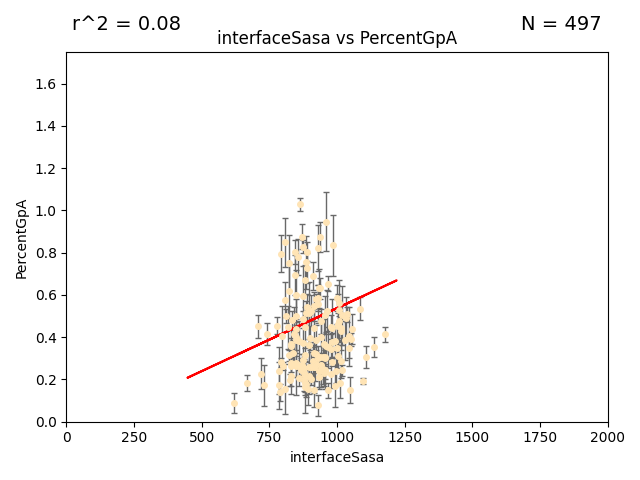 r^2 = 0.08
N = 497
interfaceSasa vs PercentGpA
PercentGpA
1.6
1.4
1.2
1.0
0.8
0.6
0.4
0.2
0.0
0 250 500 750 1000 1250 1500 1750 2000
interfaceSasa